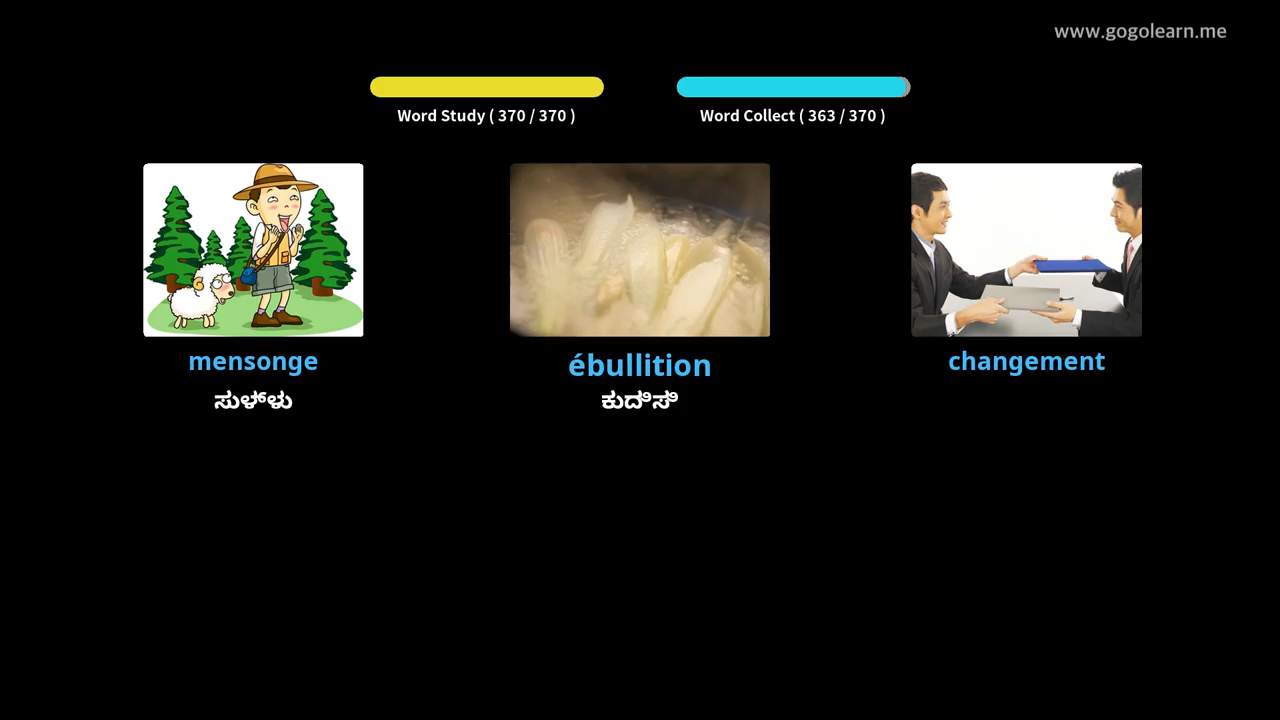 www.gogolearn.me
Word Study ( 370 / 370 )
Word Collect ( 363 / 370 )
mensonge
ébullition
changement
ಸುಳ್ಳು
ಕುದಿಸಿ